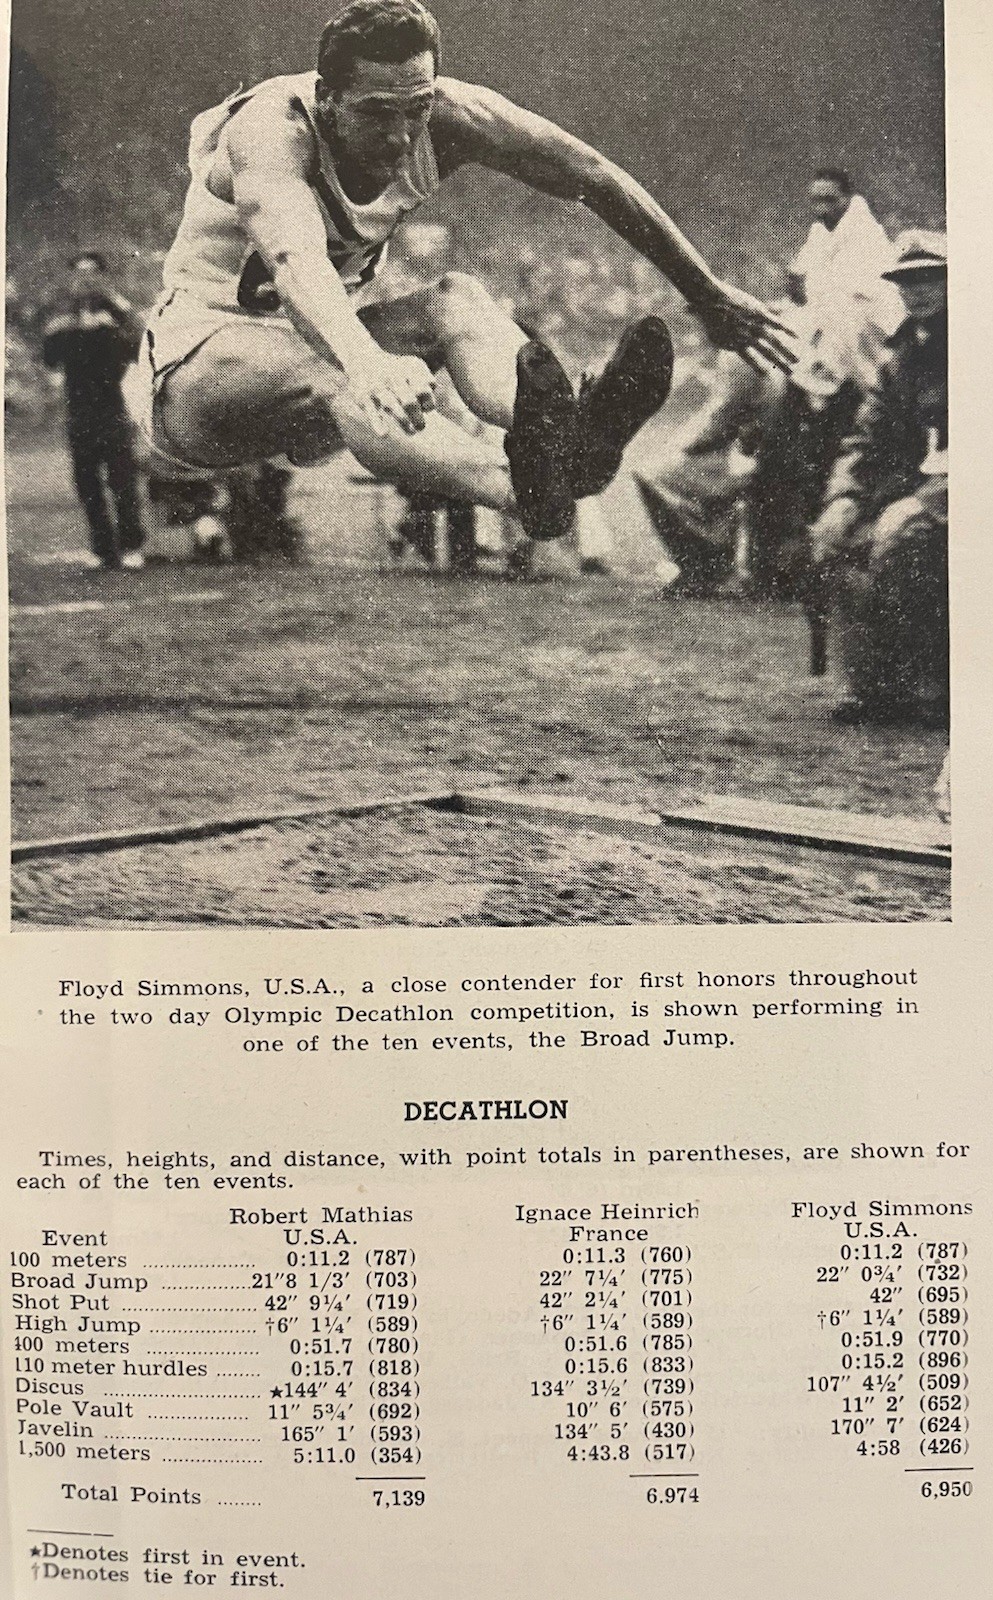 Floyd Simmons, U.S.A., a close contender for first honors throughout
the two day Olympic Decathlon competition, is shown performing in
one of the ten events, the Broad Jump.
DECATHLON
Times, heights, and distance, with point totals in parentheses, are shown for
each of the ten events.
Robert Mathias Ignace Heinrich Floyd Simmons
Event U.S.A. France U.S.A.
100 meters .................... 0:11.2 (787) 0:11.3 (760) 0:11.2 (787)
Broad Jump ................21"8 1/3' (703) 22" 7¼' (775) 22" 0¾' (732)
Shot Put ........................ 42" 9¼' (719) 42" 2¼' (701) 42" (695)
High Jump ................... †6" 1¼' (589) †6" 1¼' (589) †6" 1¼' (589)
400 meters .................... 0:51.7 (780) 0:51.6 (785) 0:51.9 (770)
110 meter hurdles ........ 0:15.7 (818) 0:15.6 (833) 0:15.2 (896)
Discus ............................ ★144" 4' (834) 134" 3½' (739) 107" 4½' (509)
Pole Vault .................. 11" 5¾' (692) 10" 6' (575) 11" 2' (652)
Javelin ............................ 165" 1' (593) 134" 5' (430) 170" 7' (624)
1,500 meters .................. 5:11.0 (354) 4:43.8 (517) 4:58 (426)
Total Points ........ 7,139 6.974 6,950
★Denotes first in event.
†Denotes tie for first.